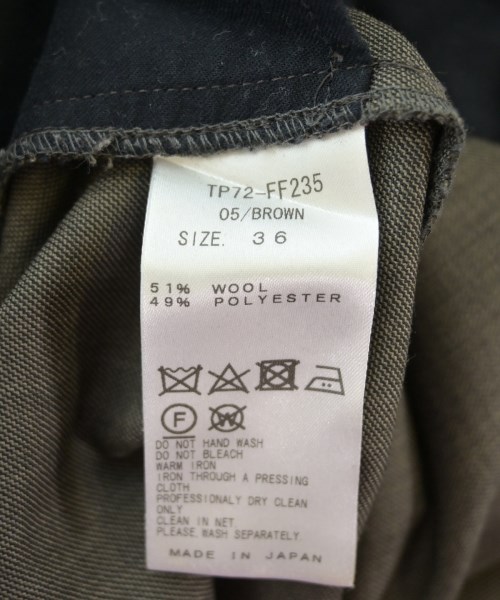 TP72-FF235
05/BROWN
SIZE. 36
51% WOOL
49% POLYESTER
F W
DO NOT HAND WASH
DO NOT BLEACH
WARM IRON
IRON THROUGH A PRESSING
CLOTH
PROFESSIONALY DRY CLEAN
ONLY
CLEAN IN NET
PLEASE WASH SEPARATELY
MADE IN JAPAN